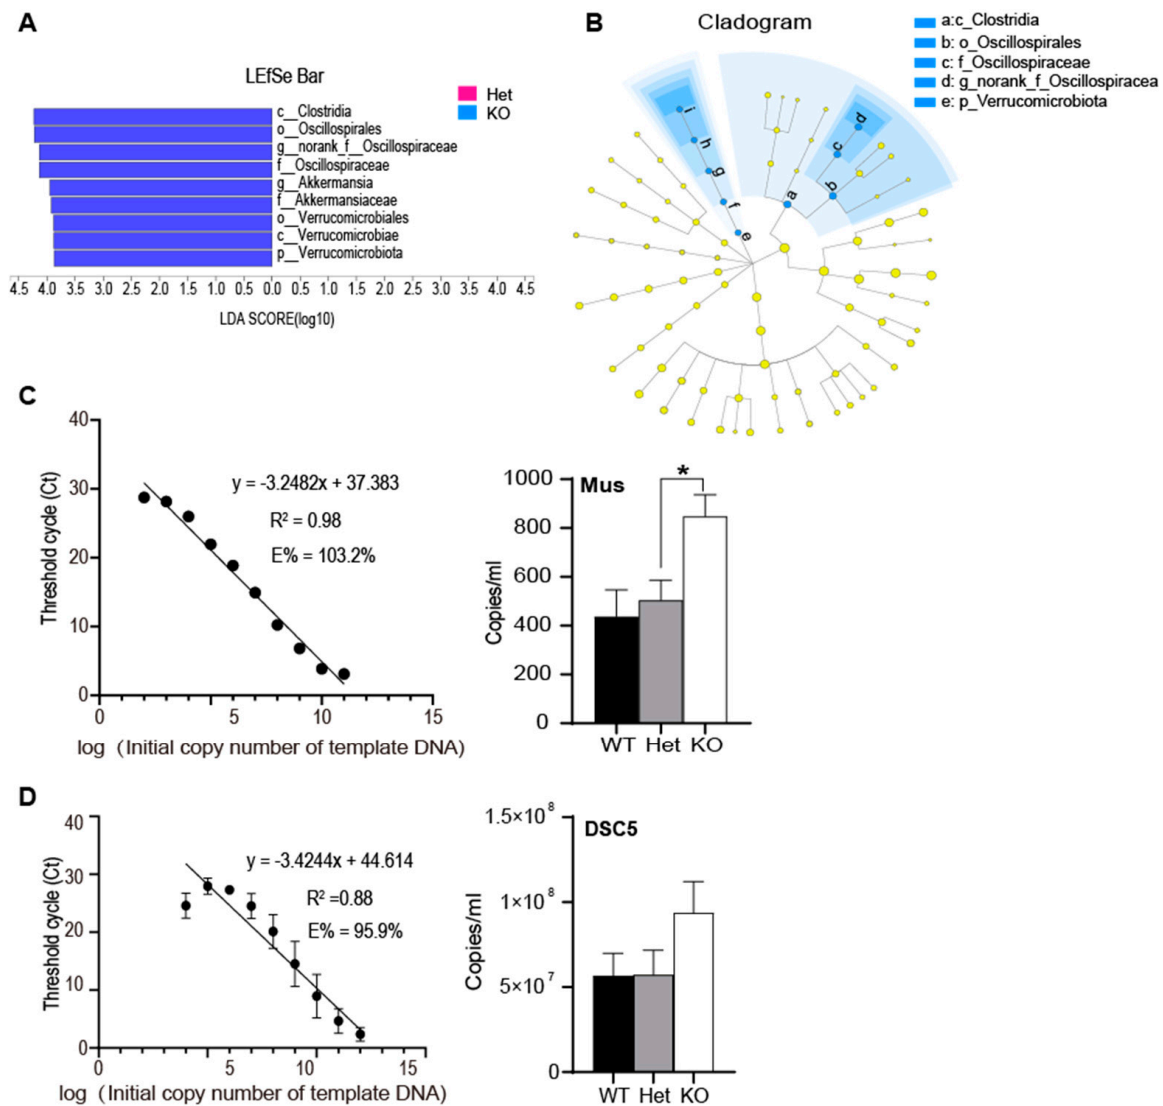 A
LEfSe Bar
Het
KO
c__Clostridia
o__Oscillospirales
g__norank_f__Oscillospiraceae
f__Oscillospiraceae
g__Akkermansia
f__Akkermansiaceae
o__Verrucomicrobiales
c__Verrucomicrobiae
p__Verrucomicrobiota
4.5 4.0 3.5 3.0 2.5 2.0 1.5 1.0 0.5 0.0 0.5 1.0 1.5 2.0 2.5 3.0 3.5 4.0 4.5
LDA SCORE(log10)
B
Cladogram
a:c_Clostridia
b: o_Oscillospirales
c: f_Oscillospiraceae
d: g_norank_f_Oscillospiracea
e: p_Verrucomicrobiota
i
h
g
f
e
a
b
c
d
C
Threshold cycle (Ct)
40
30
20
10
0
y = -3.2482x + 37.383
R² = 0.98
E% = 103.2%
0 5 10 15
log (Initial copy number of template DNA)
Mus
*
Copies/ml
1000
800
600
400
200
0
WT Het KO
D
Threshold cycle (Ct)
40
30
20
10
0
y = -3.4244x + 44.614
R² =0.88
E% = 95.9%
0 5 10 15
log (Initial copy number of template DNA)
DSC5
Copies/ml
1.5×10⁸
1×10⁸
5×10⁷
0
WT Het KO